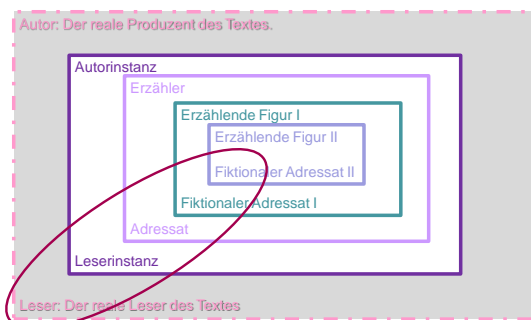 Autor: Der reale Produzent des Textes.
Autorinstanz
Erzähler
Erzählende Figur I
Erzählende Figur II
Fiktionaler Adressat II
Fiktionaler Adressat I
Adressat
Leserinstanz
Leser: Der reale Leser des Textes